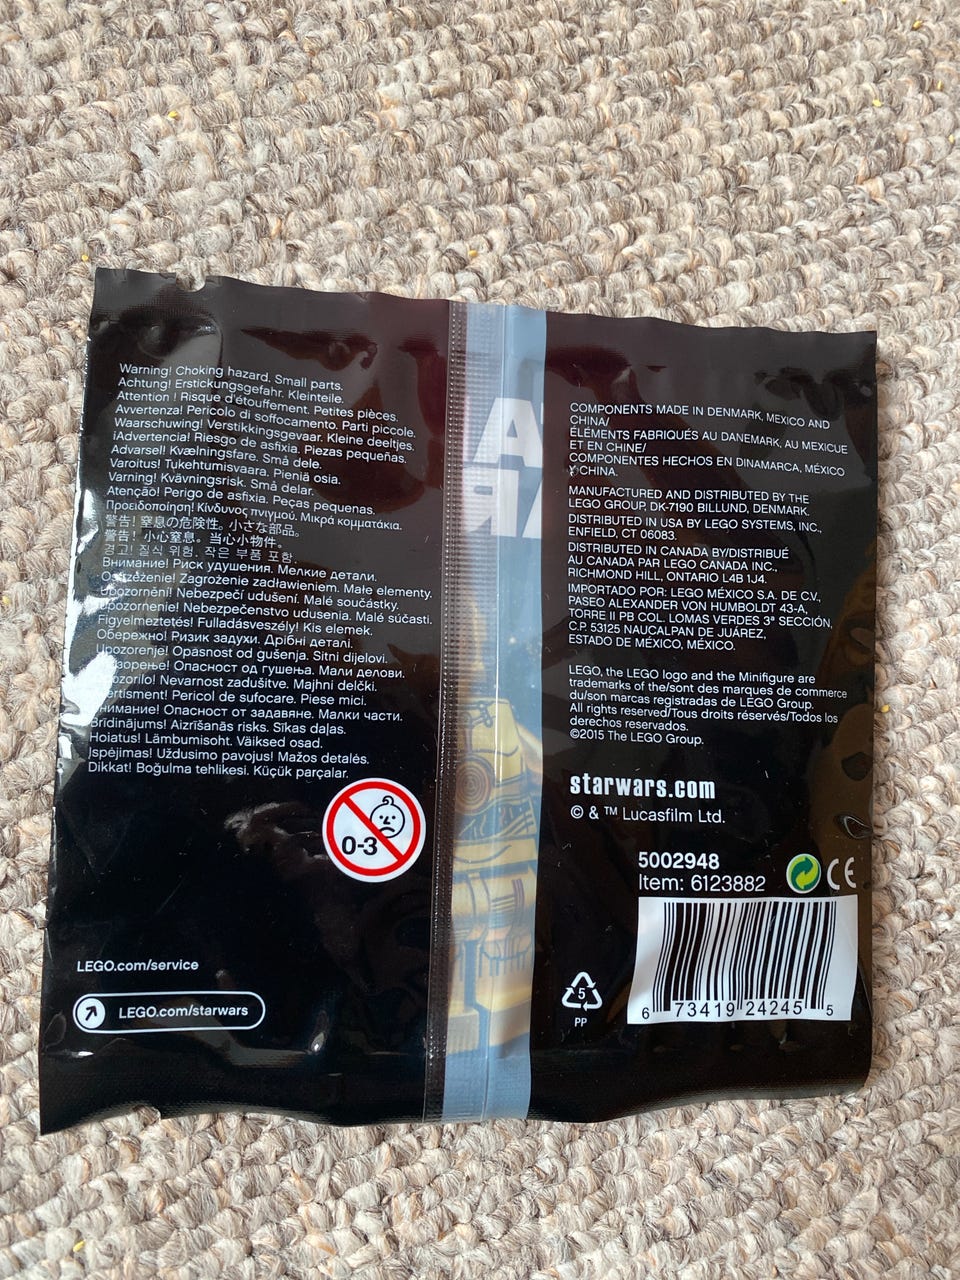 Warning! Choking hazard. Small parts.
Achtung! Erstickungsgefahr. Kleinteile.
Attention ! Risque d'étouffement. Petites pièces.
Avvertenza! Pericolo di soffocamento. Parti piccole.
Waarschuwing! Verstikkingsgevaar. Kleine deeltjes.
¡Advertencia! Riesgo de asfixia. Piezas pequeñas.
Advarsel! Kvælningsfare. Små dele.
Varoitus! Tukehtumisvaara. Pieniä osia.
Varning! Kvävningsrisk. Små delar.
Atenção! Perigo de asfixia. Peças pequenas.
Προειδοποίηση! Κίνδυνος πνιγμού. Μικρά κομματάκια.
警告! 窒息の危険性。小さな部品。
警告! 小心窒息。当心小物件。
경고! 질식 위험. 작은 부품 포함.
Внимание! Риск удушения. Мелкие детали.
Ostrzeżenie! Zagrożenie zadławieniem. Małe elementy.
Upozornění! Nebezpečí udušení. Malé součástky.
Upozornenie! Nebezpečenstvo udusenia. Malé súčasti.
Figyelmeztetés! Fulladásveszély! Kis elemek.
Обережно! Ризик задухи. Дрібні деталі.
Upozorenje! Opasnost od gušenja. Sitni dijelovi.
Опасност од гушења. Мали делови.
Nevarnost zadušitve. Majhni delčki.
Pericol de sufocare. Piese mici.
Внимание! Опасност от задавяне. Малки части.
Brīdinājums! Aizrīšanās risks. Sīkas daļas.
Hoiatus! Lämbumisoht. Väiksed osad.
Įspėjimas! Uždusimo pavojus! Mažos detalės.
Dikkat! Boğulma tehlikesi. Küçük parçalar.
0-3
LEGO.com/service
LEGO.com/starwars
COMPONENTS MADE IN DENMARK, MEXICO AND
CHINA/
ÉLÉMENTS FABRIQUÉS AU DANEMARK, AU MEXICUE
ET EN CHINE/
COMPONENTES HECHOS EN DINAMARCA, MÉXICO
Y CHINA.
MANUFACTURED AND DISTRIBUTED BY THE
LEGO GROUP, DK-7190 BILLUND, DENMARK.
DISTRIBUTED IN USA BY LEGO SYSTEMS, INC.,
ENFIELD, CT 06083.
DISTRIBUTED IN CANADA BY/DISTRIBUÉ
AU CANADA PAR LEGO CANADA INC.,
RICHMOND HILL, ONTARIO L4B 1J4.
IMPORTADO POR: LEGO MÉXICO S.A. DE C.V.,
PASEO ALEXANDER VON HUMBOLDT 43-A,
TORRE II PB COL. LOMAS VERDES 3ª SECCIÓN,
C.P. 53125 NAUCALPAN DE JUÁREZ,
ESTADO DE MÉXICO, MÉXICO.
LEGO, the LEGO logo and the Minifigure are
trademarks of the/sont des marques de commerce
du/son marcas registradas de LEGO Group.
All rights reserved/Tous droits réservés/Todos los
derechos reservados.
©2015 The LEGO Group.
starwars.com
© & ™ Lucasfilm Ltd.
5002948
Item: 6123882
CE
5
PP
6 73419 24245 5